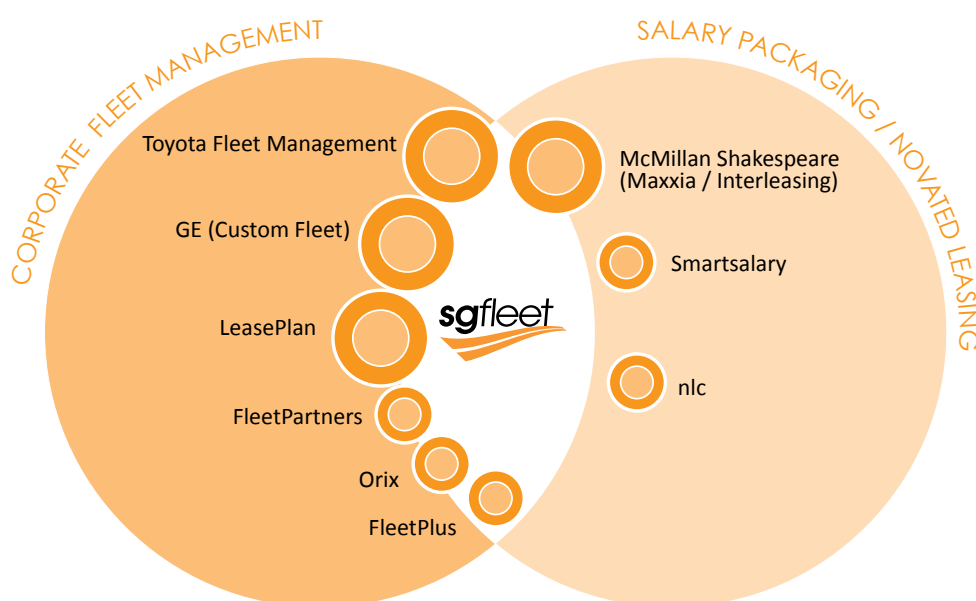 CORPORATE FLEET MANAGEMENT
SALARY PACKAGING / NOVATED LEASING
Toyota Fleet Management
McMillan Shakespeare
(Maxxia / Interleasing)
GE (Custom Fleet)
Smartsalary
sgfleet
LeasePlan
nlc
FleetPartners
Orix
FleetPlus